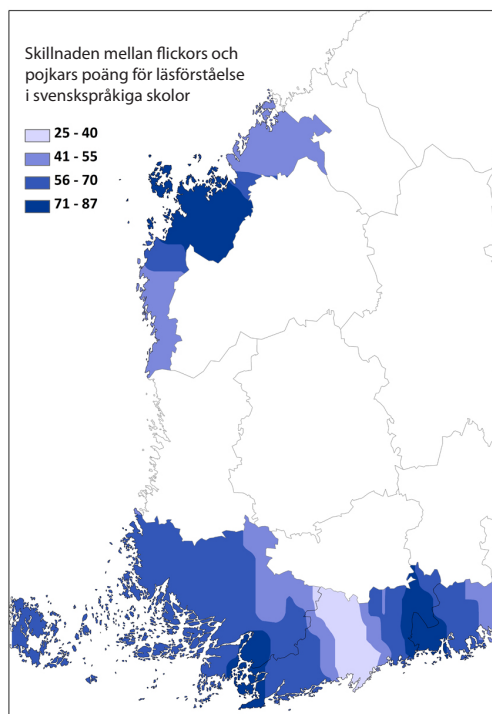 Skillnaden mellan flickors och
pojkars poäng för läsförståelse
i svenskspråkiga skolor
25 - 40
41 - 55
56 - 70
71 - 87